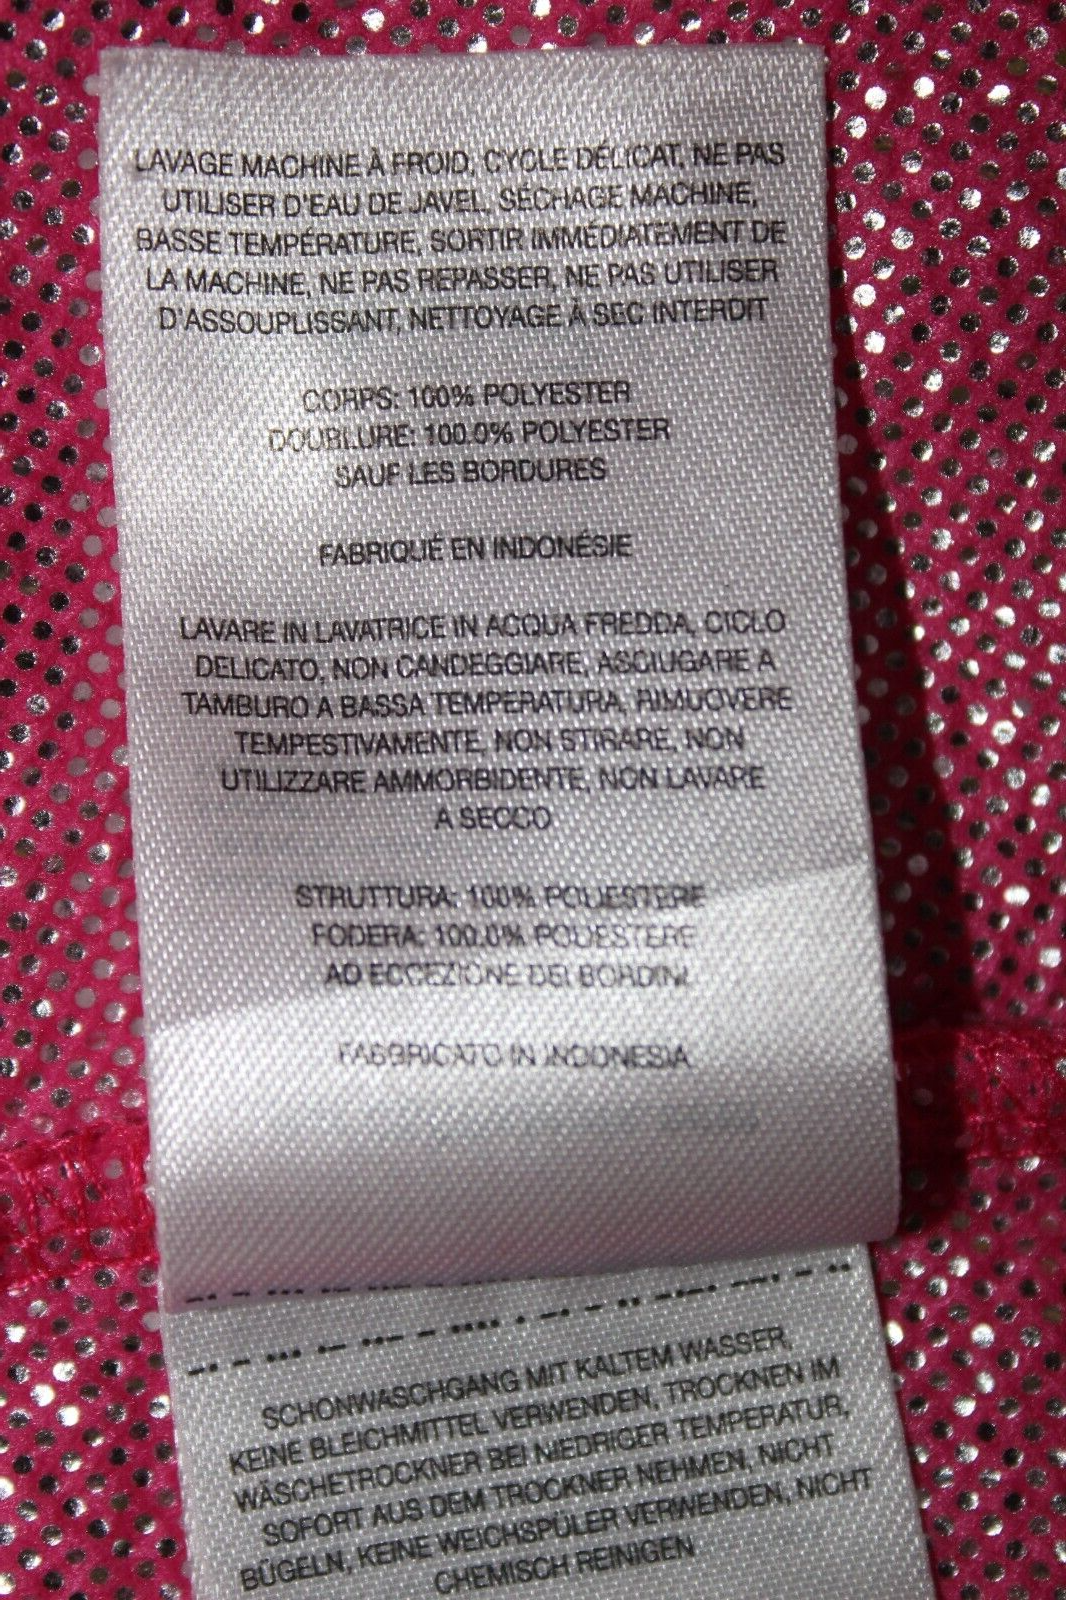 LAVAGE MACHINE À FROID, CYCLE DÉLICAT, NE PAS
UTILISER D'EAU DE JAVEL, SÉCHAGE MACHINE,
BASSE TEMPÉRATURE, SORTIR IMMÉDIATEMENT DE
LA MACHINE, NE PAS REPASSER, NE PAS UTILISER
D'ASSOUPLISSANT, NETTOYAGE À SEC INTERDIT
CORPS: 100% POLYESTER
DOUBLURE: 100.0% POLYESTER
SAUF LES BORDURES
FABRIQUÉ EN INDONÉSIE
LAVARE IN LAVATRICE IN ACQUA FREDDA, CICLO
DELICATO, NON CANDEGGIARE, ASCIUGARE A
TAMBURO A BASSA TEMPERATURA, RIMUOVERE
TEMPESTIVAMENTE, NON STIRARE, NON
UTILIZZARE AMMORBIDENTE, NON LAVARE
A SECCO
STRUTTURA: 100% POLIESTERE
FODERA: 100.0% POLIESTERE
AD ECCEZIONE DEI BORDINI
FABBRICATO IN INDONESIA
SCHONWASCHGANG MIT KALTEM WASSER,
KEINE BLEICHMITTEL VERWENDEN, TROCKNEN IM
WÄSCHETROCKNER BEI NIEDRIGER TEMPERATUR,
SOFORT AUS DEM TROCKNER NEHMEN, NICHT
BÜGELN, KEINE WEICHSPÜLER VERWENDEN, NICHT
CHEMISCH REINIGEN